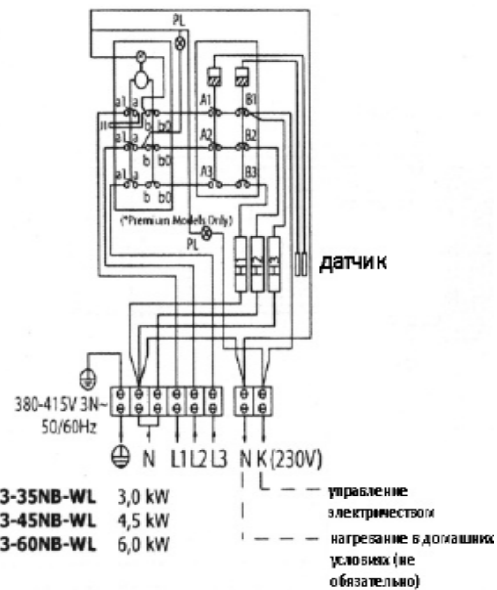 PL
a1 a
A1
B1
J1
b b0
a1 a
A2
B2
b b0
a1 a
A3
B3
b b0
(*Premium Models Only)
PL
H1 H2 H3
датчик
380-415V 3N~
50/60Hz
N L1 L2 L3 N K (230V)
3-35NB-WL 3,0 kW
3-45NB-WL 4,5 kW
3-60NB-WL 6,0 kW
управление
электричеством
нагревание в домашних
условиях (не
обязательно)